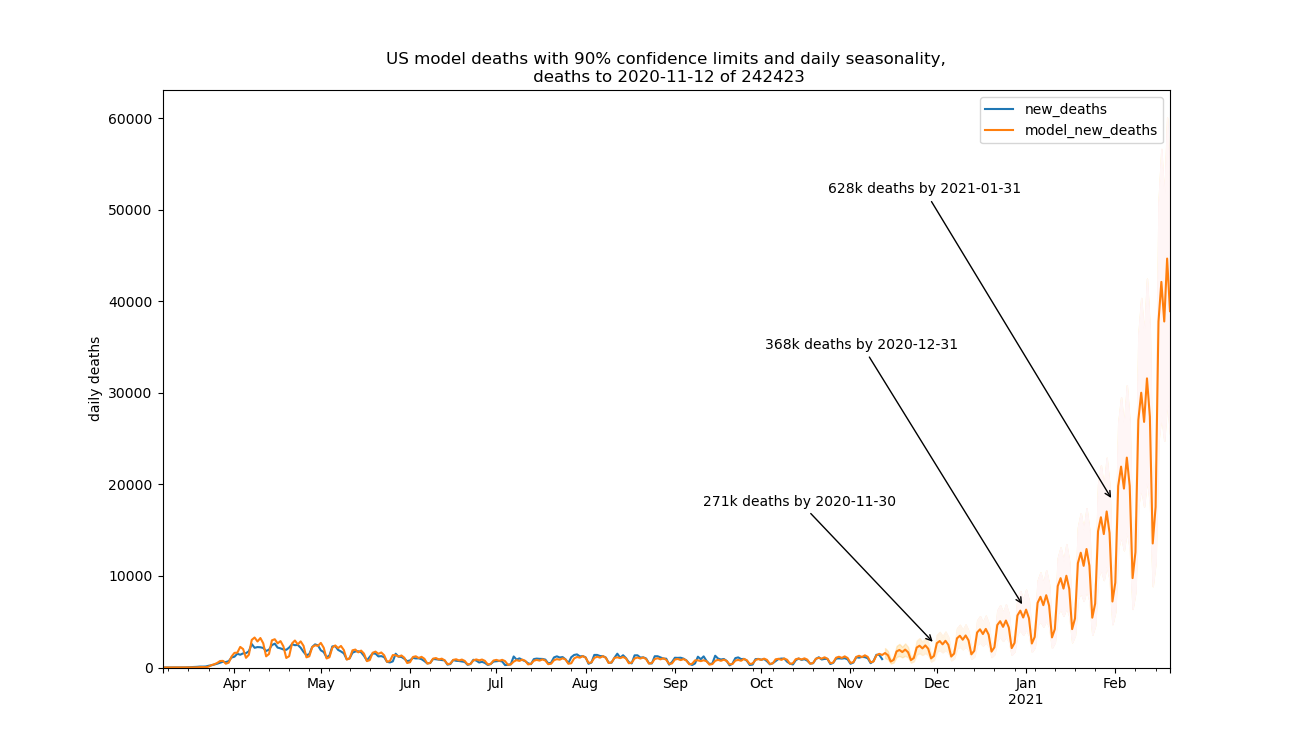 US model deaths with 90% confidence limits and daily seasonality,
deaths to 2020-11-12 of 242423
new_deaths
model_new_deaths
60000
50000
40000
30000
20000
10000
0
daily deaths
628k deaths by 2021-01-31
368k deaths by 2020-12-31
271k deaths by 2020-11-30
Apr May Jun Jul Aug Sep Oct Nov Dec Jan Feb
2021